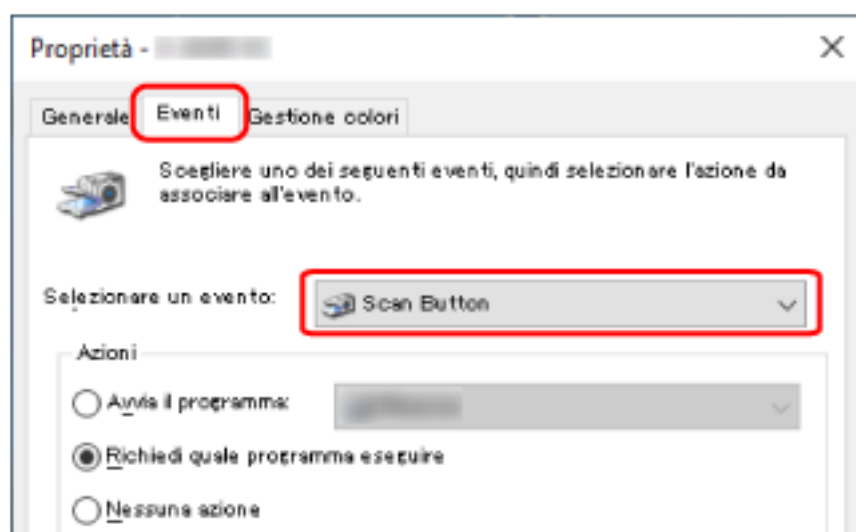 Proprietà -
Generale Eventi Gestione colori
Scegliere uno dei seguenti eventi, quindi selezionare l'azione da
associare all'evento.
Selezionare un evento: Scan Button
Azioni
Avvia il programma:
Richiedi quale programma eseguire
Nessuna azione